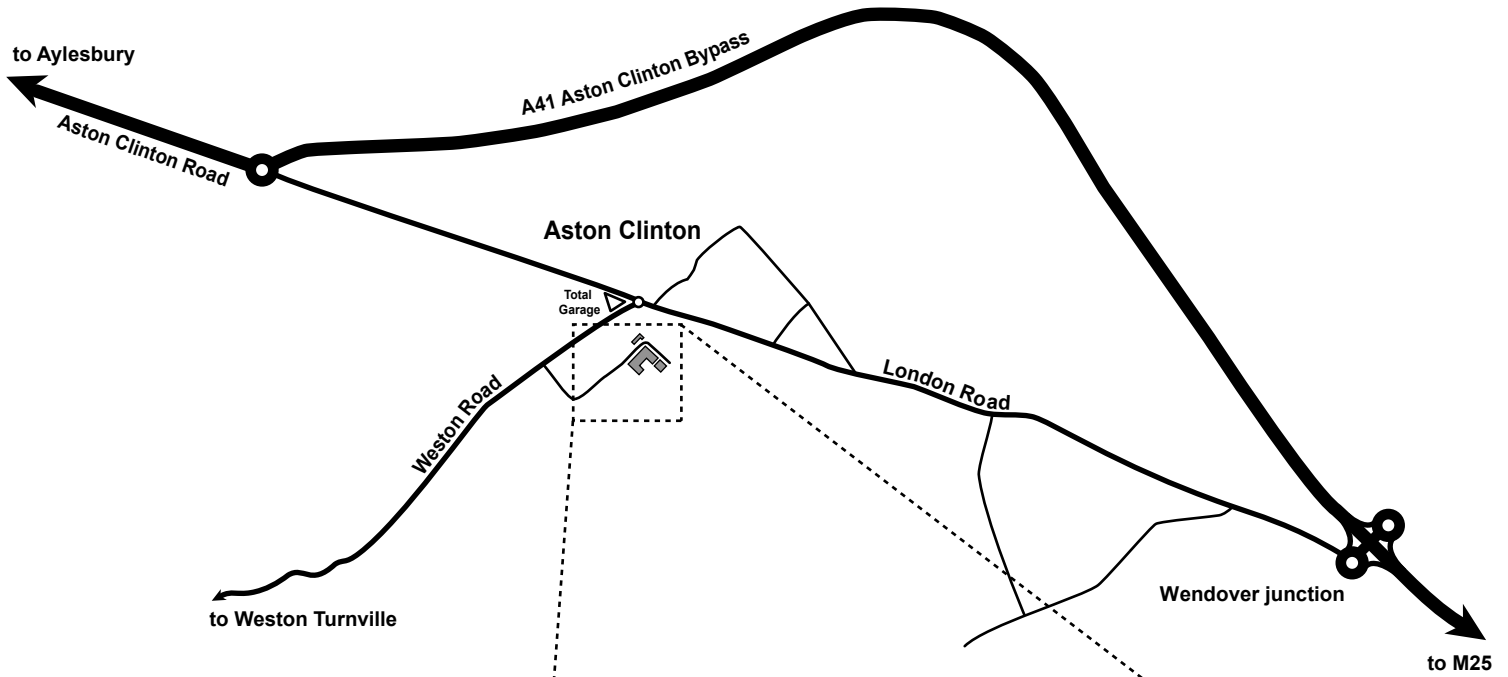 to Aylesbury
A41 Aston Clinton Bypass
Aston Clinton Road
Aston Clinton
Total
Garage
London Road
Weston Road
Wendover junction
to Weston Turnville
to M25